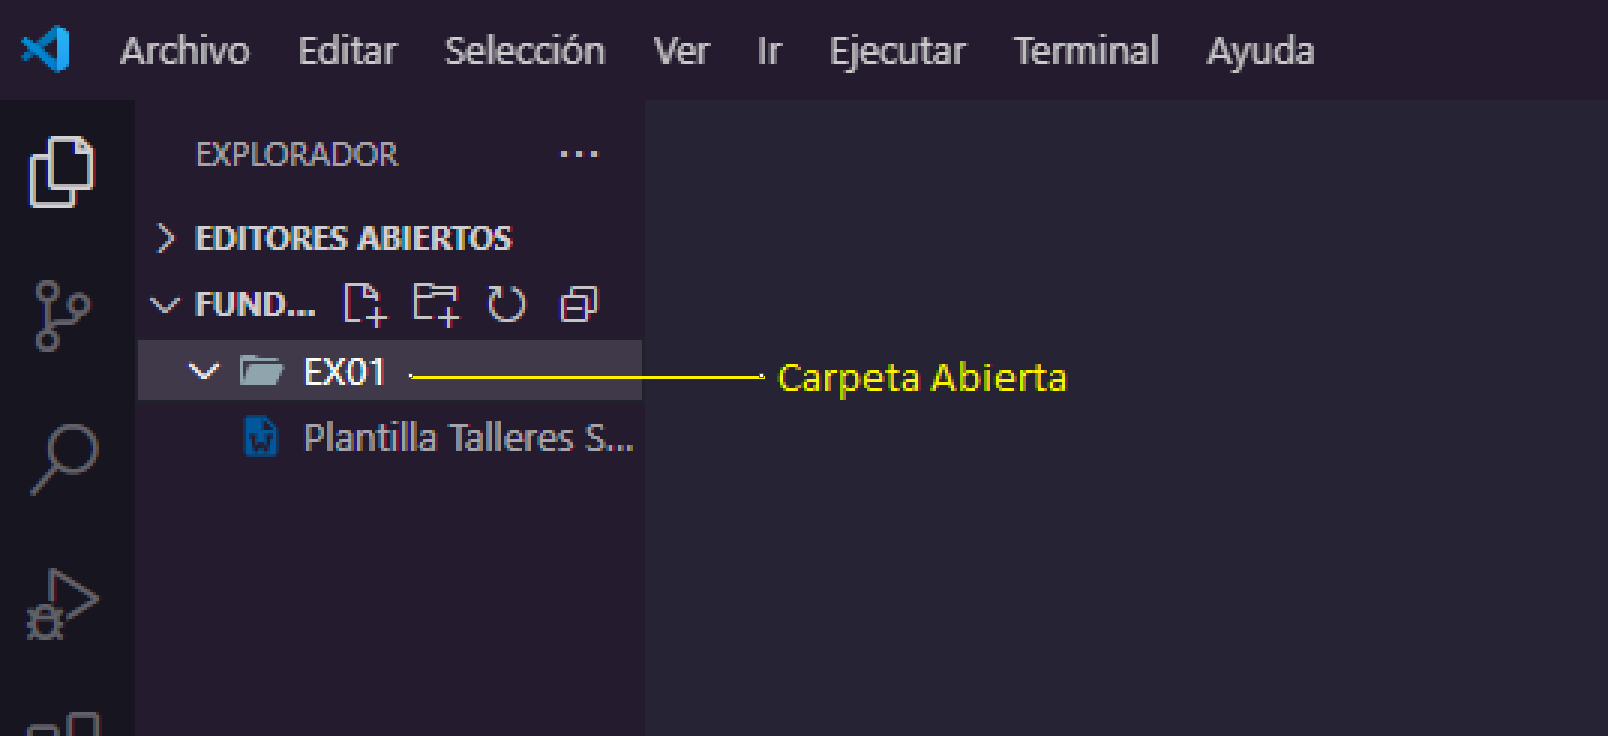 Archivo Editar Selección Ver Ir Ejecutar Terminal Ayuda
EXPLORADOR ...
EDITORES ABIERTOS
FUND...
EX01
Carpeta Abierta
Plantilla Talleres S...